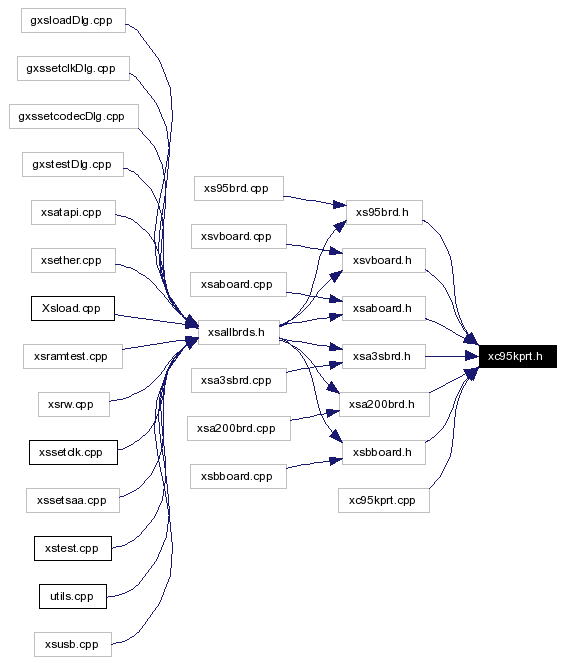 gxsloadDlg.cpp
gxssetclkDlg.cpp
gxssetcodecDlg.cpp
gxstestDlg.cpp
xsatapi.cpp
xsether.cpp
Xsload.cpp
xsramtest.cpp
xsrw.cpp
xssetclk.cpp
xssetsaa.cpp
xstest.cpp
utils.cpp
xsusb.cpp
xsallbrds.h
xs95brd.cpp
xsvboard.cpp
xsaboard.cpp
xsa3sbrd.cpp
xsa200brd.cpp
xsbboard.cpp
xs95brd.h
xsvboard.h
xsaboard.h
xsa3sbrd.h
xsa200brd.h
xsbboard.h
xc95kprt.cpp
xc95kprt.h